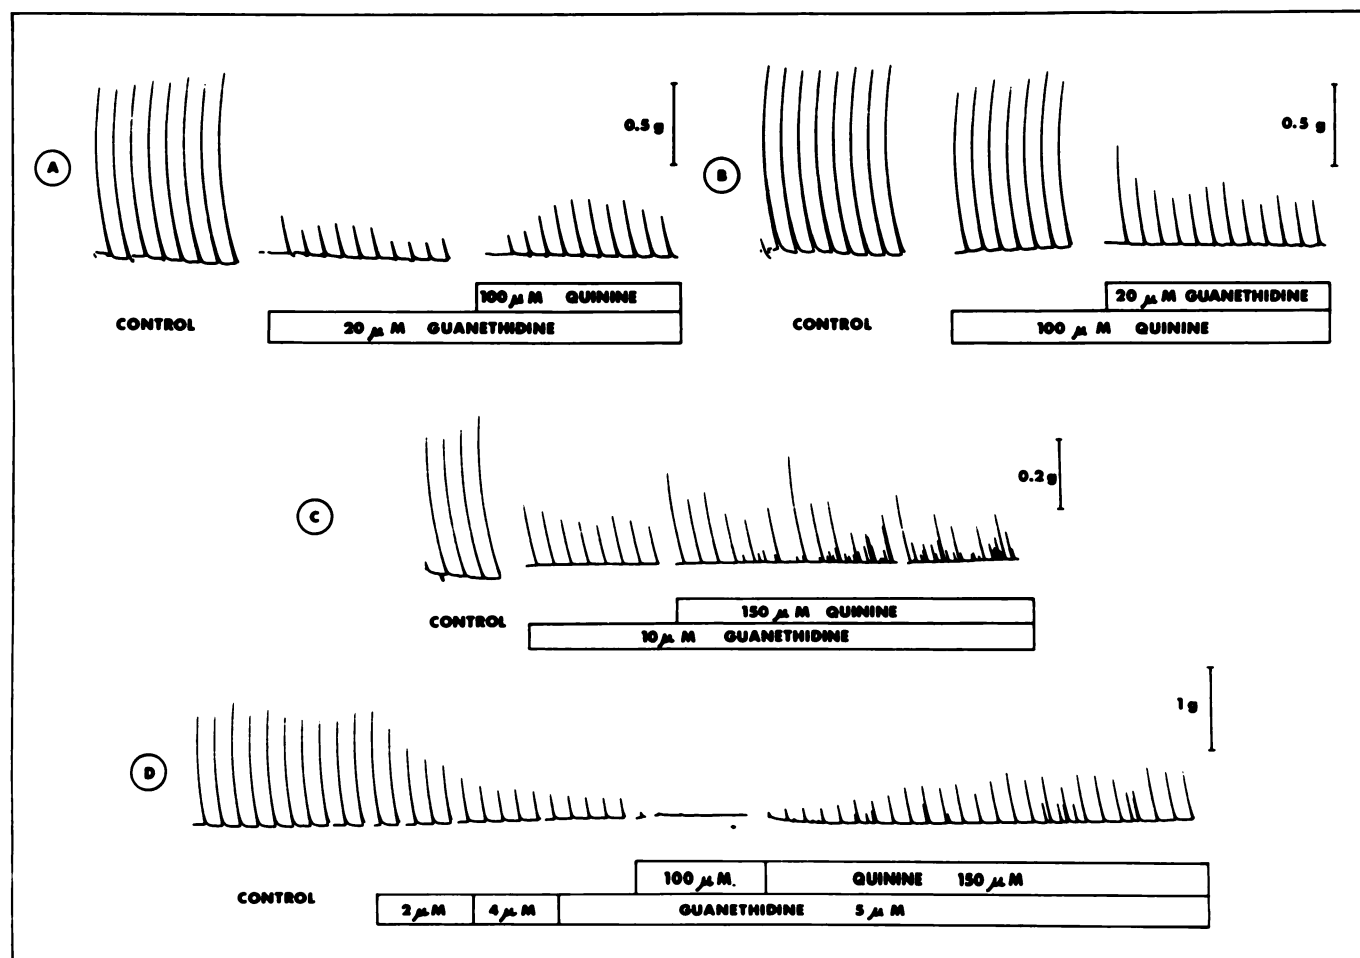 A
0.5 g
CONTROL
100 μM QUININE
20 μM GUANETHIDINE
B
0.5 g
CONTROL
20 μM GUANETHIDINE
100 μM QUININE
C
0.2 g
CONTROL
150 μM QUININE
10 μM GUANETHIDINE
D
1 g
CONTROL
100 μM.
QUININE 150 μM
2 μM
4 μM
GUANETHIDINE 5 μM